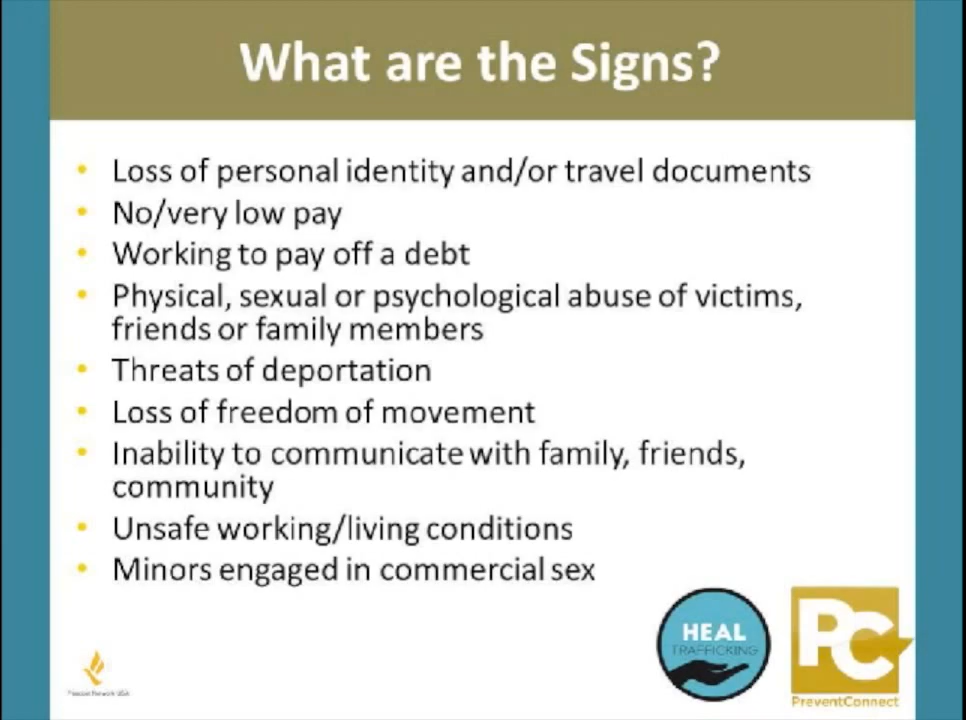 What are the Signs?
• Loss of personal identity and/or travel documents
• No/very low pay
• Working to pay off a debt
• Physical, sexual or psychological abuse of victims,
friends or family members
• Threats of deportation
• Loss of freedom of movement
• Inability to communicate with family, friends,
community
• Unsafe working/living conditions
• Minors engaged in commercial sex
HEAL
TRAFFICKING
PC
PreventConnect
Network USA